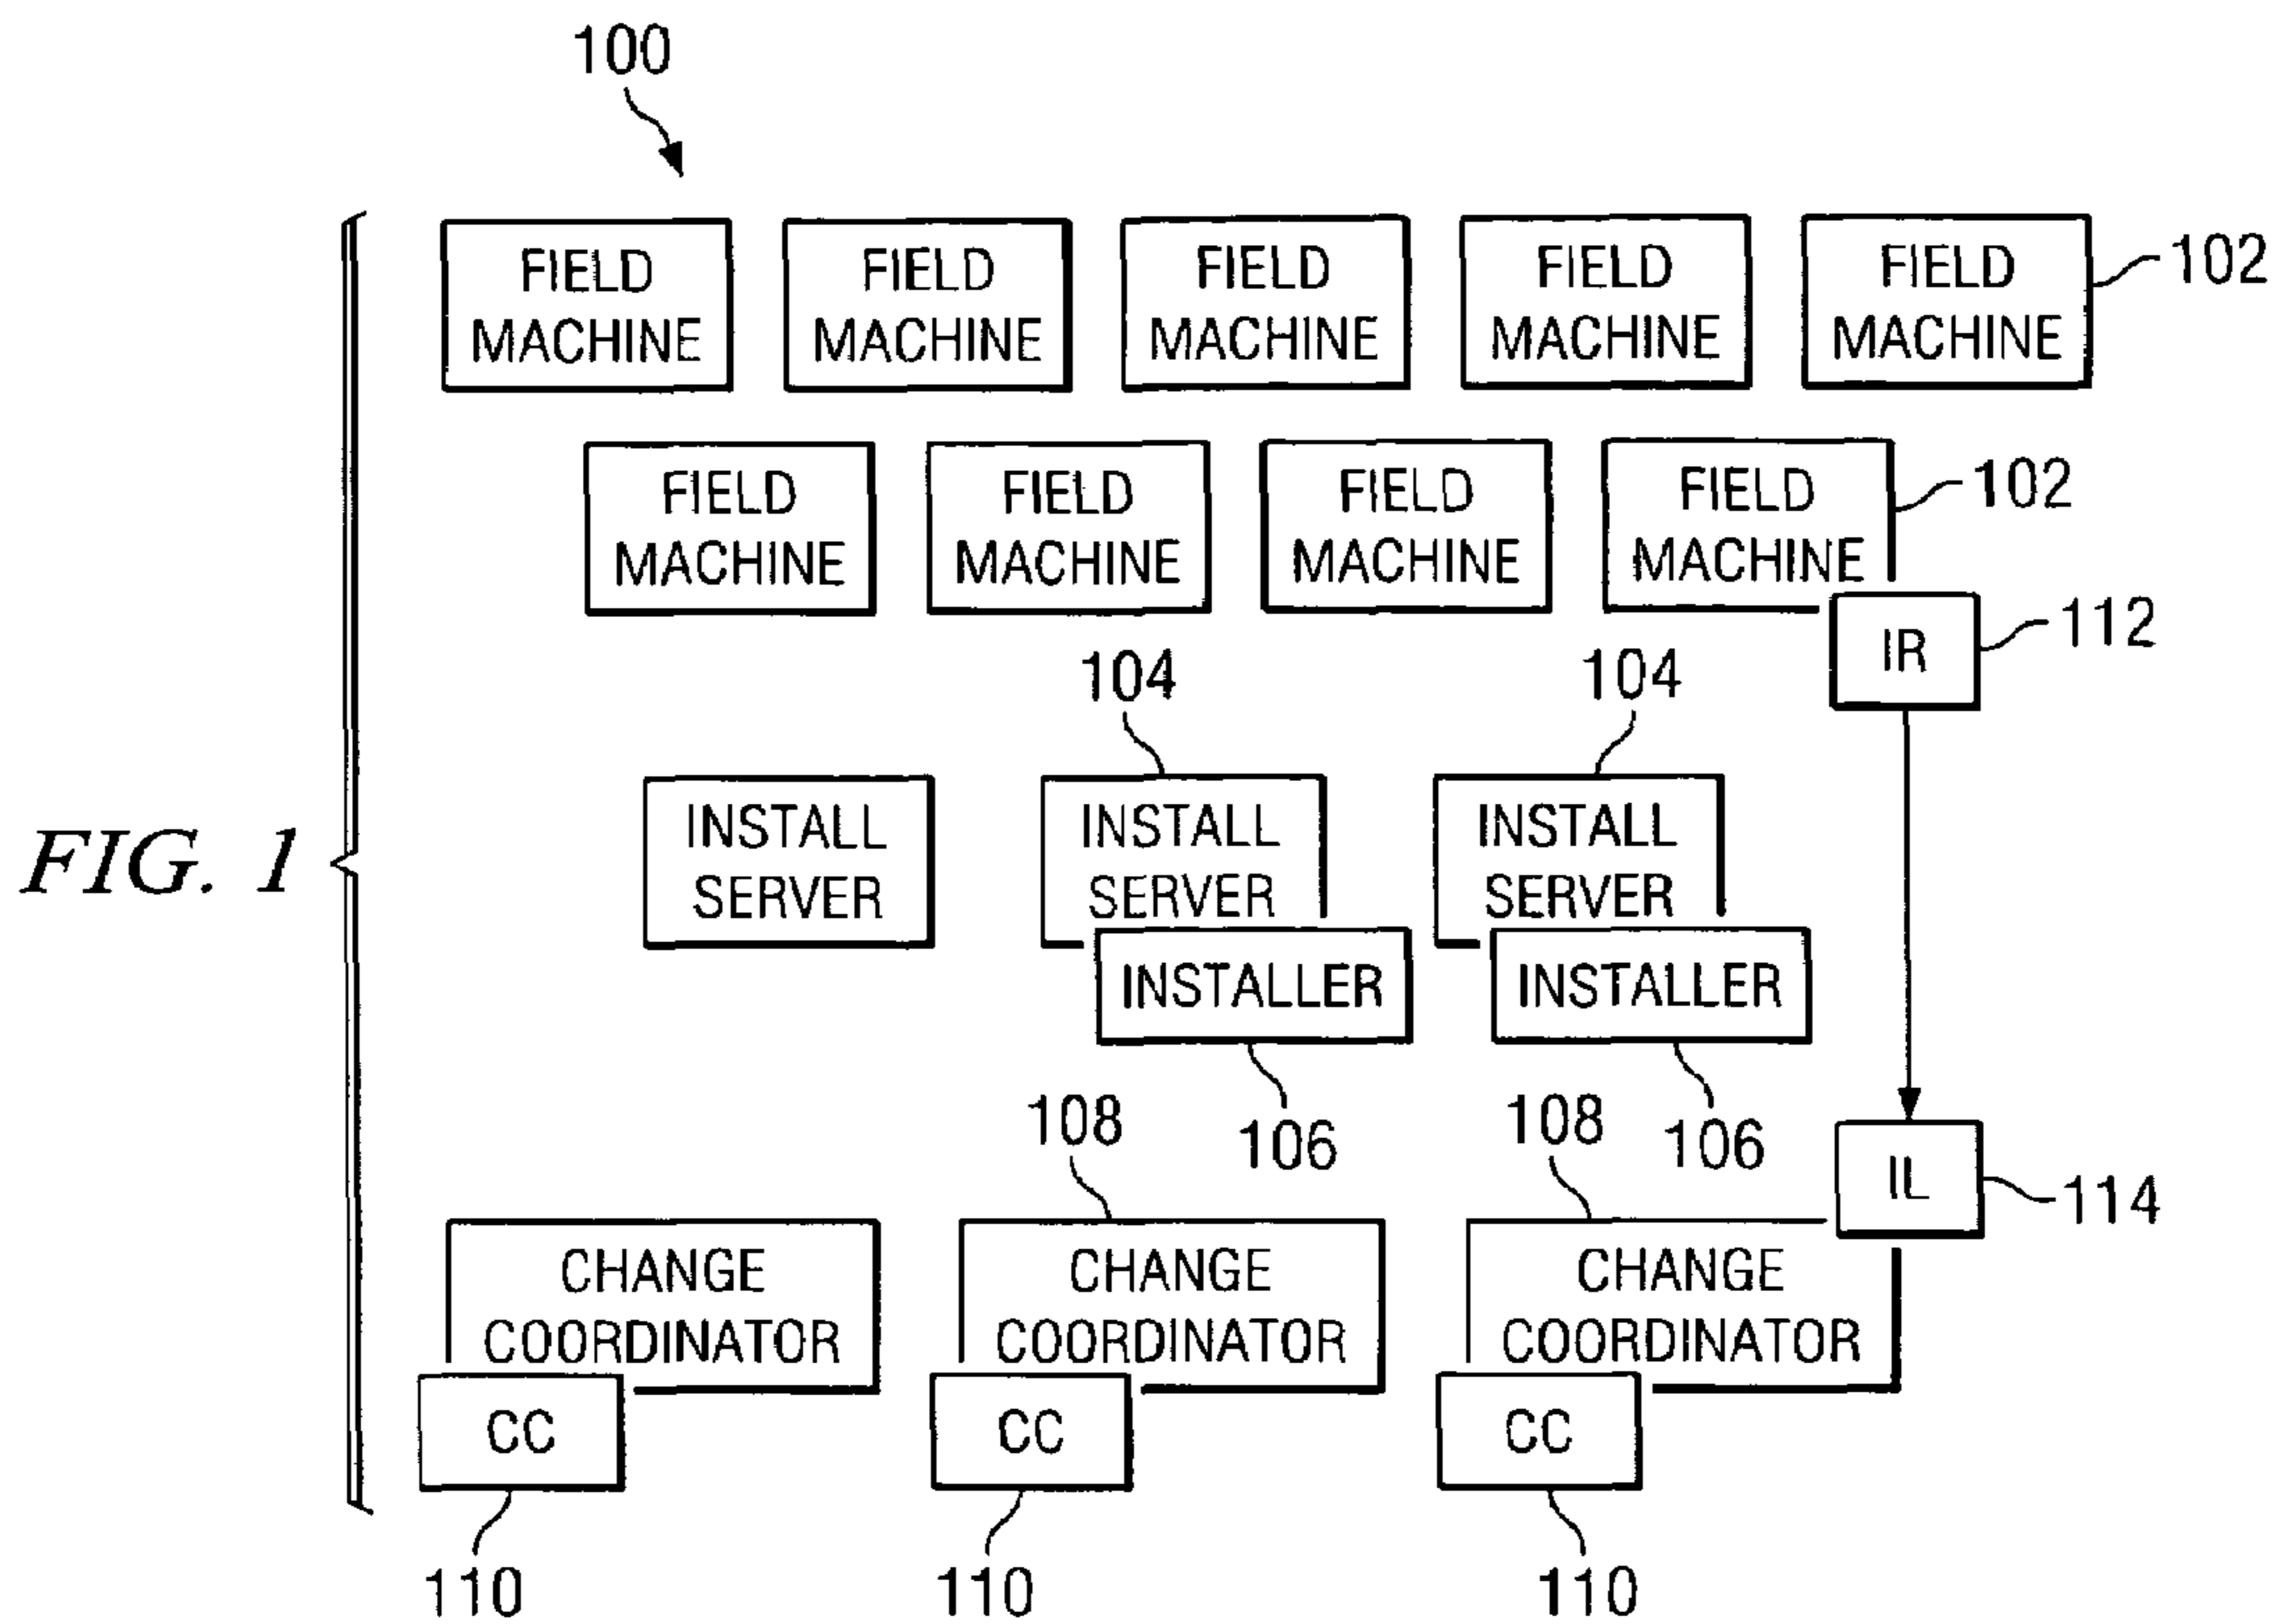 100
FIELD MACHINE
FIELD MACHINE
FIELD MACHINE
FIELD MACHINE
FIELD MACHINE
102
FIELD MACHINE
FIELD MACHINE
FIELD MACHINE
FIELD MACHINE
102
IR
112
104
104
INSTALL SERVER
INSTALL SERVER
INSTALL SERVER
FIG. 1
INSTALLER
INSTALLER
106
106
108
108
IL
114
CHANGE COORDINATOR
CHANGE COORDINATOR
CHANGE COORDINATOR
CC
CC
CC
110
110
110